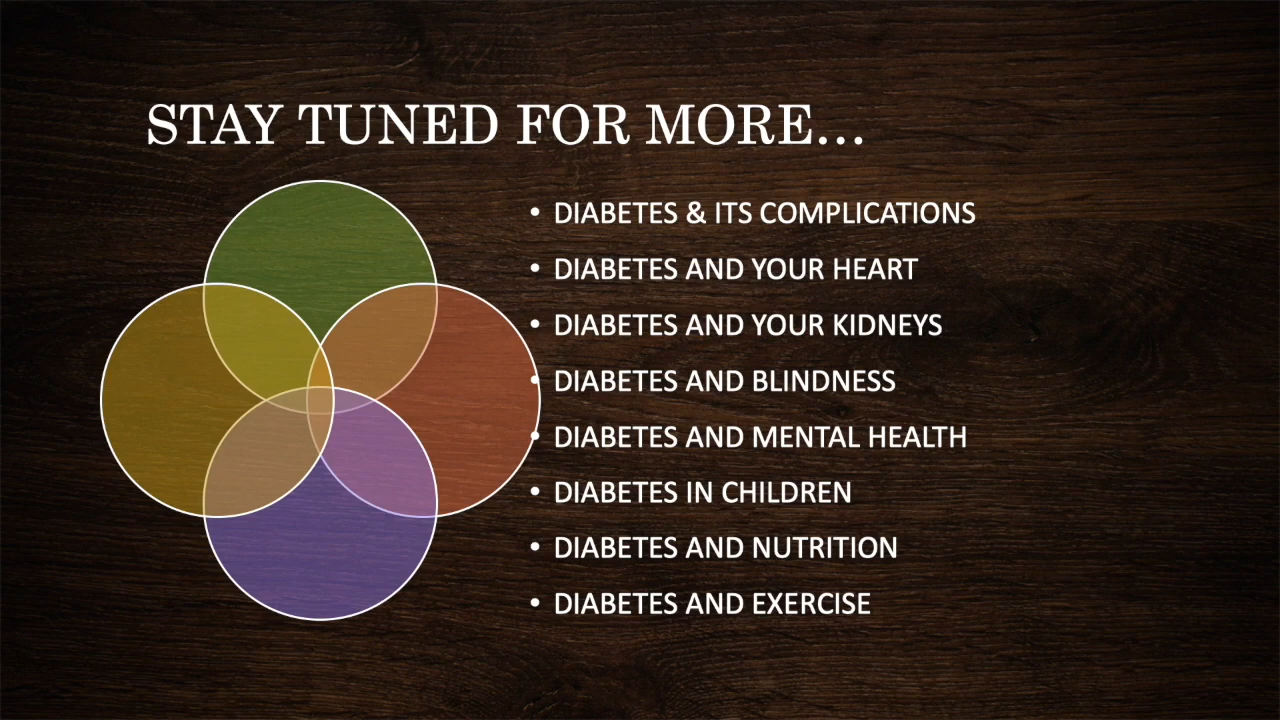 STAY TUNED FOR MORE...
• DIABETES & ITS COMPLICATIONS
• DIABETES AND YOUR HEART
• DIABETES AND YOUR KIDNEYS
• DIABETES AND BLINDNESS
• DIABETES AND MENTAL HEALTH
• DIABETES IN CHILDREN
• DIABETES AND NUTRITION
• DIABETES AND EXERCISE